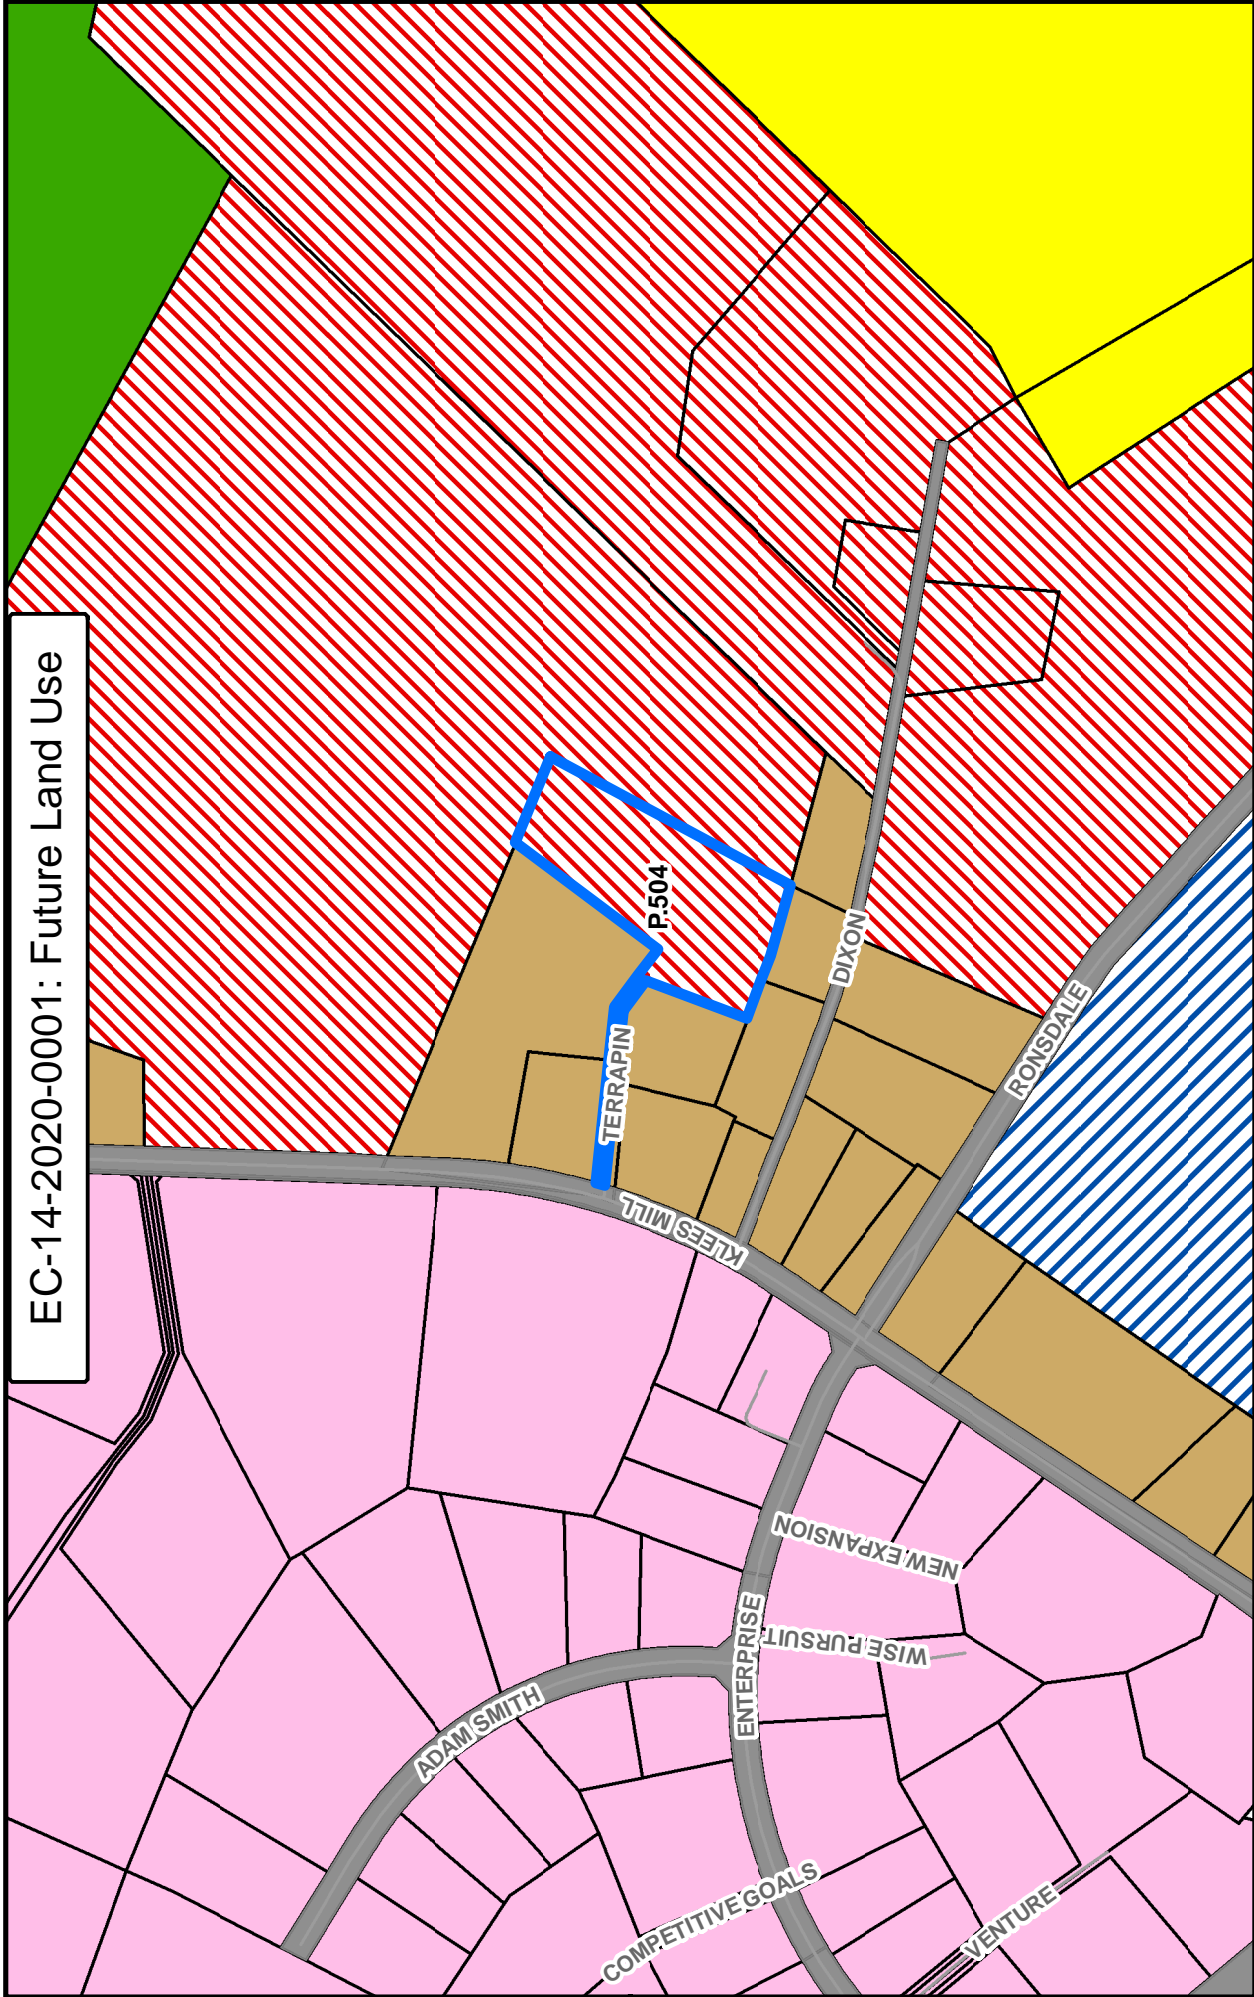 EC-14-2020-0001: Future Land Use
P.504
TERRAPIN
DIXON
KLEES MILL
RONSDALE
NEW EXPANSION
WISE PURSUIT
ENTERPRISE
ADAM SMITH
COMPETITIVE GOALS
VENTURE